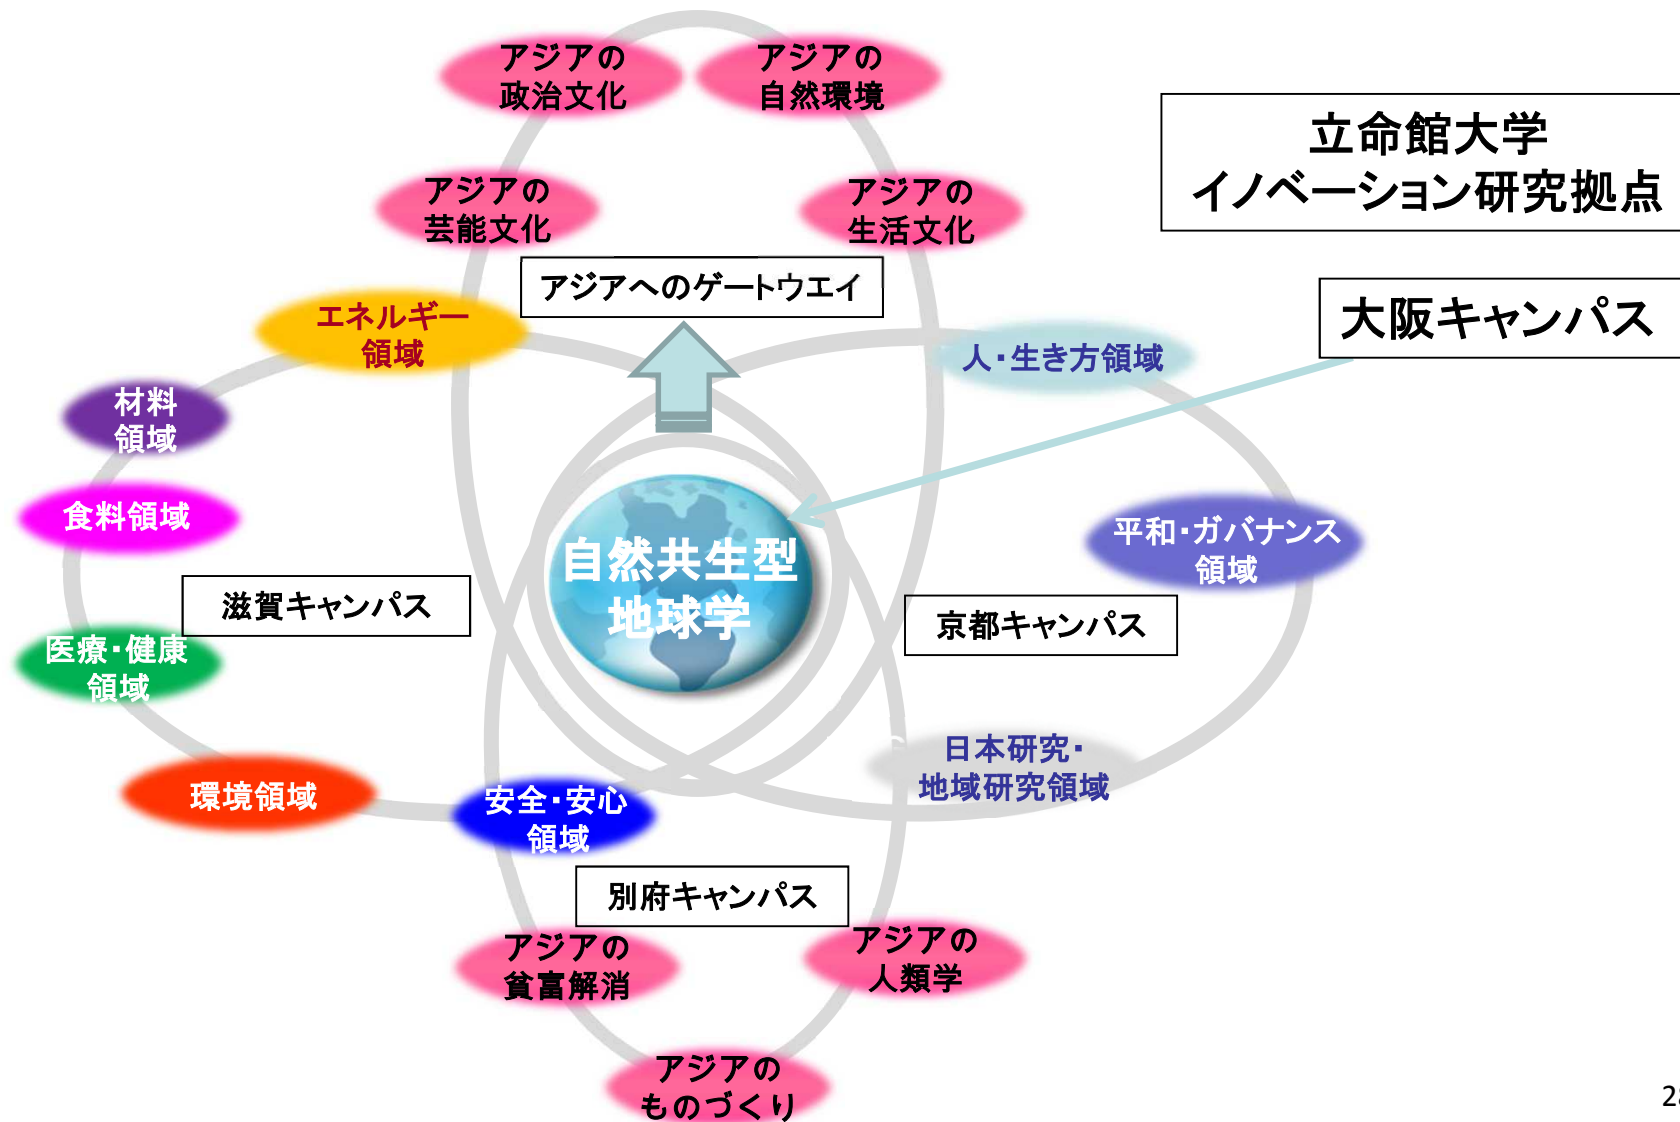 アジアの
政治文化
アジアの
自然環境
立命館大学
イノベーション研究拠点
アジアの
芸能文化
アジアの
生活文化
アジアへのゲートウエイ
大阪キャンパス
エネルギー
領域
人・生き方領域
材料
領域
食料領域
平和・ガバナンス
領域
自然共生型
地球学
滋賀キャンパス
京都キャンパス
医療・健康
領域
日本研究・
地域研究領域
環境領域
安全・安心
領域
別府キャンパス
アジアの
貧富解消
アジアの
人類学
アジアの
ものづくり